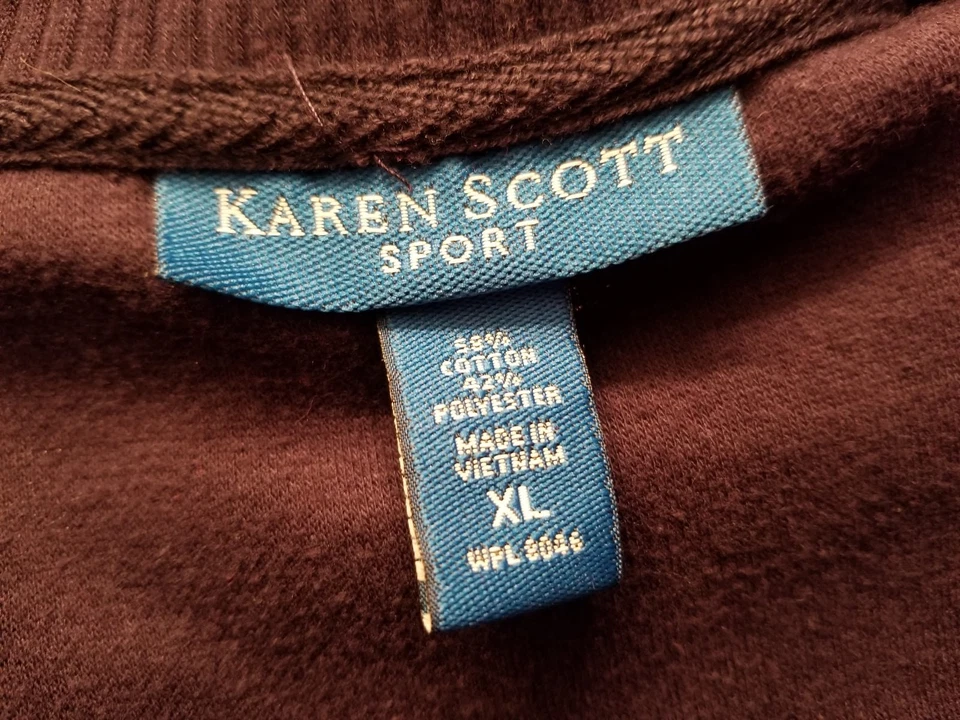 KAREN SCOTT
SPORT
58%
COTTON
42%
POLYESTER
MADE IN
VIETNAM
XL
WPL 8046